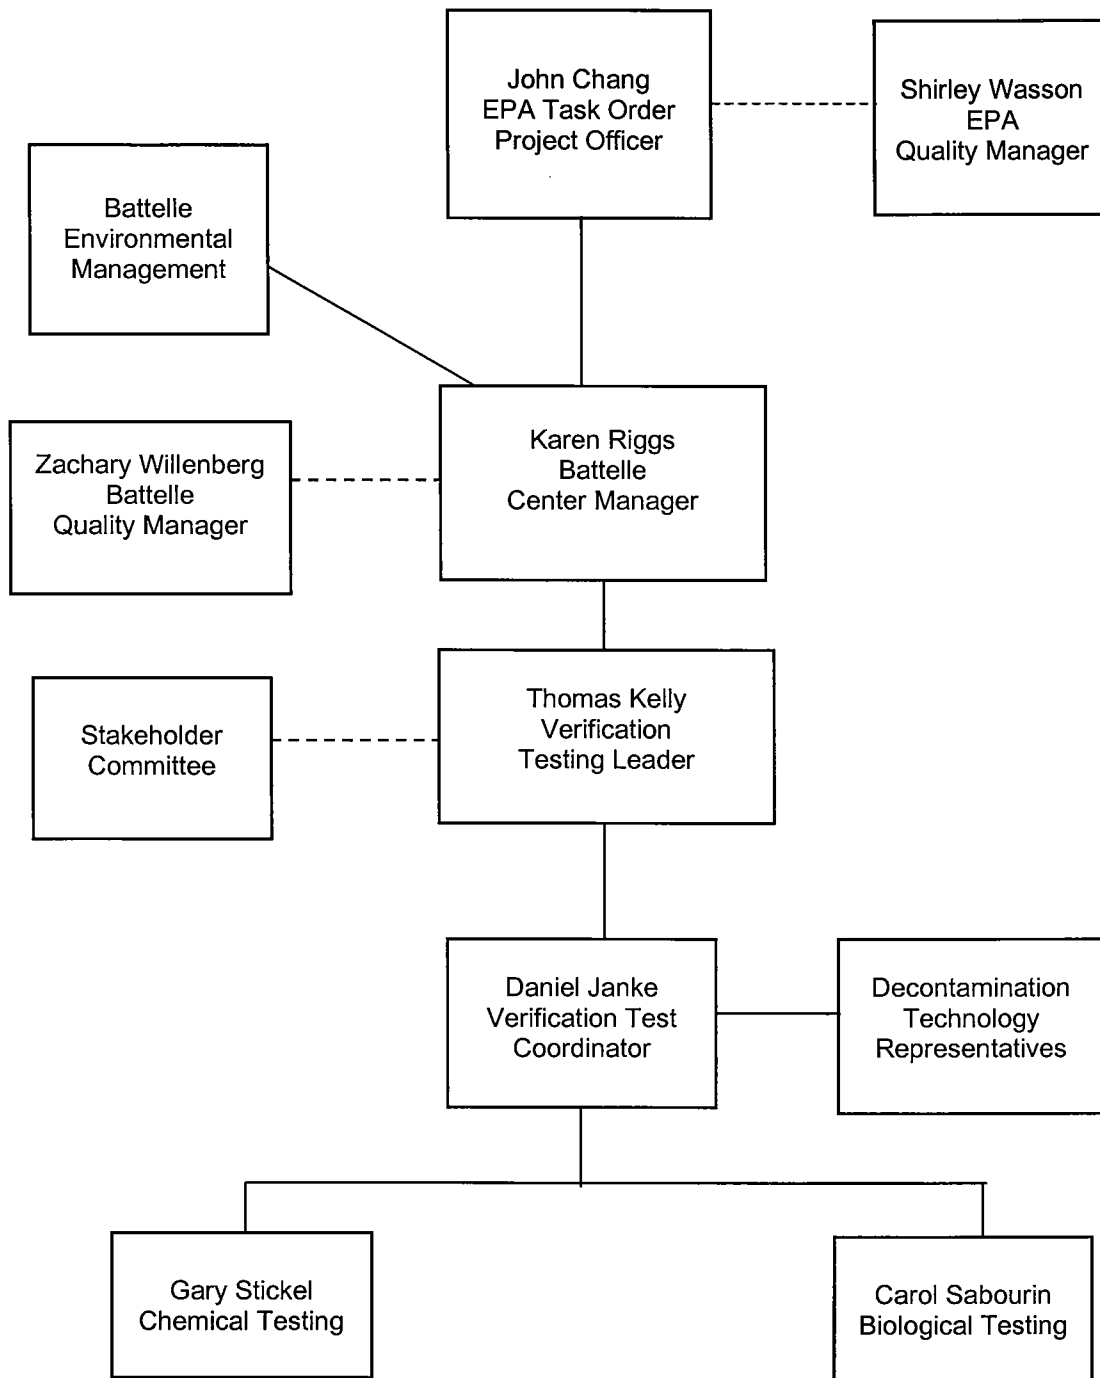 John Chang
EPA Task Order
Project Officer
Shirley Wasson
EPA
Quality Manager
Battelle
Environmental
Management
Karen Riggs
Battelle
Center Manager
Zachary Willenberg
Battelle
Quality Manager
Thomas Kelly
Verification
Testing Leader
Stakeholder
Committee
Daniel Janke
Verification Test
Coordinator
Decontamination
Technology
Representatives
Gary Stickel
Chemical Testing
Carol Sabourin
Biological Testing